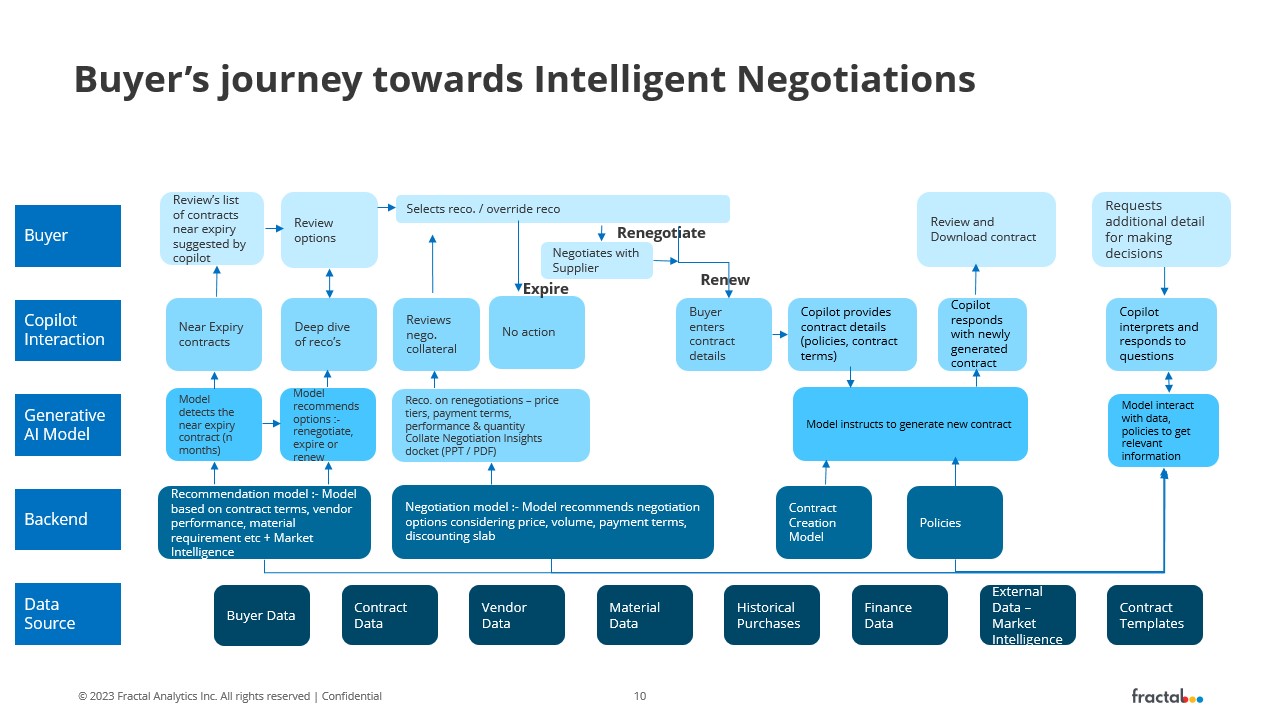 Buyer’s journey towards Intelligent Negotiations
Buyer
Review’s list
of contracts
near expiry
suggested by
copilot
Review
options
Selects reco. / override reco
Renegotiate
Negotiates with
Supplier
Renew
Expire
Review and
Download contract
Requests
additional detail
for making
decisions
Copilot
Interaction
Near Expiry
contracts
Deep dive
of reco’s
Reviews
nego.
collateral
No action
Buyer
enters
contract
details
Copilot provides
contract details
(policies, contract
terms)
Copilot
responds
with newly
generated
contract
Copilot
interprets and
responds to
questions
Generative
AI Model
Model
detects the
near expiry
contract (n
months)
Model
recommends
options :-
renegotiate,
expire or
renew
Reco. on renegotiations – price
tiers, payment terms,
performance & quantity
Collate Negotiation Insights
docket (PPT / PDF)
Model instructs to generate new contract
Model interact
with data,
policies to get
relevant
information
Backend
Recommendation model :- Model
based on contract terms, vendor
performance, material
requirement etc + Market
Intelligence
Negotiation model :- Model recommends negotiation
options considering price, volume, payment terms,
discounting slab
Contract
Creation
Model
Policies
Data
Source
Buyer Data
Contract
Data
Vendor
Data
Material
Data
Historical
Purchases
Finance
Data
External
Data –
Market
Intelligence
Contract
Templates
© 2023 Fractal Analytics Inc. All rights reserved | Confidential
10
fractal